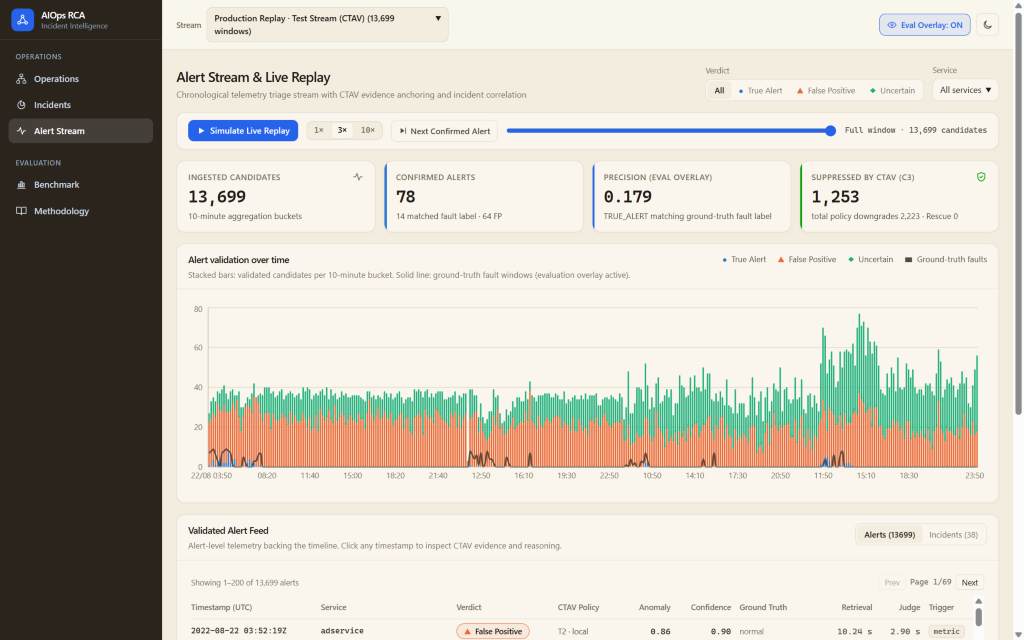 AIOps RCA
Incident Intelligence
OPERATIONS
Operations
Incidents
Alert Stream
EVALUATION
Benchmark
Methodology
Stream
Production Replay · Test Stream (CTAV) (13,699 windows) ▼
Eval Overlay: ON
Alert Stream & Live Replay
Chronological telemetry triage stream with CTAV evidence anchoring and incident correlation
Verdict
All True Alert False Positive Uncertain
Service
All services ▼
Simulate Live Replay
1× 3× 10×
Next Confirmed Alert
Full window · 13,699 candidates
INGESTED CANDIDATES
13,699
10-minute aggregation buckets
CONFIRMED ALERTS
78
14 matched fault label · 64 FP
PRECISION (EVAL OVERLAY)
0.179
TRUE_ALERT matching ground-truth fault label
SUPPRESSED BY CTAV (C3)
1,253
total policy downgrades 2,223 · Rescue 0
Alert validation over time
Stacked bars: validated candidates per 10-minute bucket. Solid line: ground-truth fault windows (evaluation overlay active).
True Alert False Positive Uncertain Ground-truth faults
80
60
40
20
0
22/08 03:50 08:20 11:40 15:00 18:20 21:40 12:50 16:10 19:30 22:50 10:50 14:10 17:30 20:50 11:50 15:10 18:30 23:50
Validated Alert Feed
Alert-level telemetry backing the timeline. Click any timestamp to inspect CTAV evidence and reasoning.
Alerts (13699) Incidents (38)
Showing 1–200 of 13,699 alerts
Prev Page 1/69 Next
Timestamp (UTC) Service Verdict CTAV Policy Anomaly Confidence Ground Truth Retrieval Judge Trigger
2022-08-22 03:52:19Z adservice False Positive T2 · local 0.86 0.90 normal 10.24 s 2.90 s metric